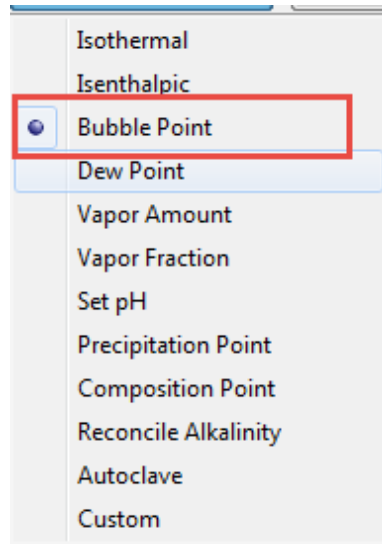 Isothermal
Isenthalpic
Bubble Point
Dew Point
Vapor Amount
Vapor Fraction
Set pH
Precipitation Point
Composition Point
Reconcile Alkalinity
Autoclave
Custom